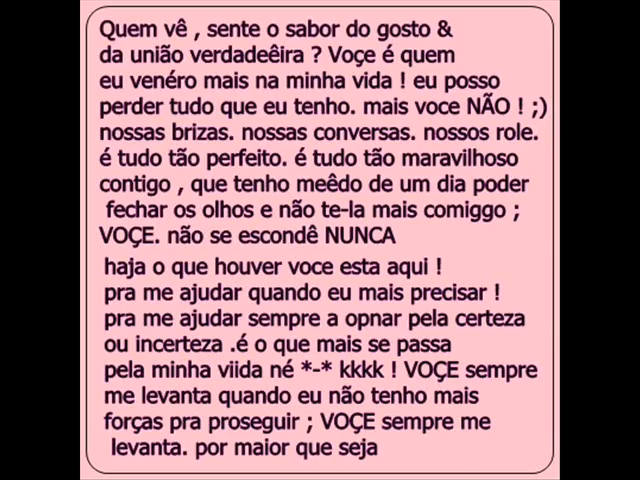 Quem vê , sente o sabor do gosto &
da união verdadeêira ? Voçe é quem
eu venéro mais na minha vida ! eu posso
perder tudo que eu tenho. mais voce NÃO ! ;)
nossas brizas. nossas conversas. nossos role.
é tudo tão perfeito. é tudo tão maravilhoso
contigo , que tenho meêdo de um dia poder
fechar os olhos e não te-la mais comiggo ;
VOÇE. não se escondê NUNCA
haja o que houver voce esta aqui !
pra me ajudar quando eu mais precisar !
pra me ajudar sempre a opnar pela certeza
ou incerteza .é o que mais se passa
pela minha viida né *-* kkkk ! VOÇE sempre
me levanta quando eu não tenho mais
forças pra proseguir ; VOÇE sempre me
levanta. por maior que seja